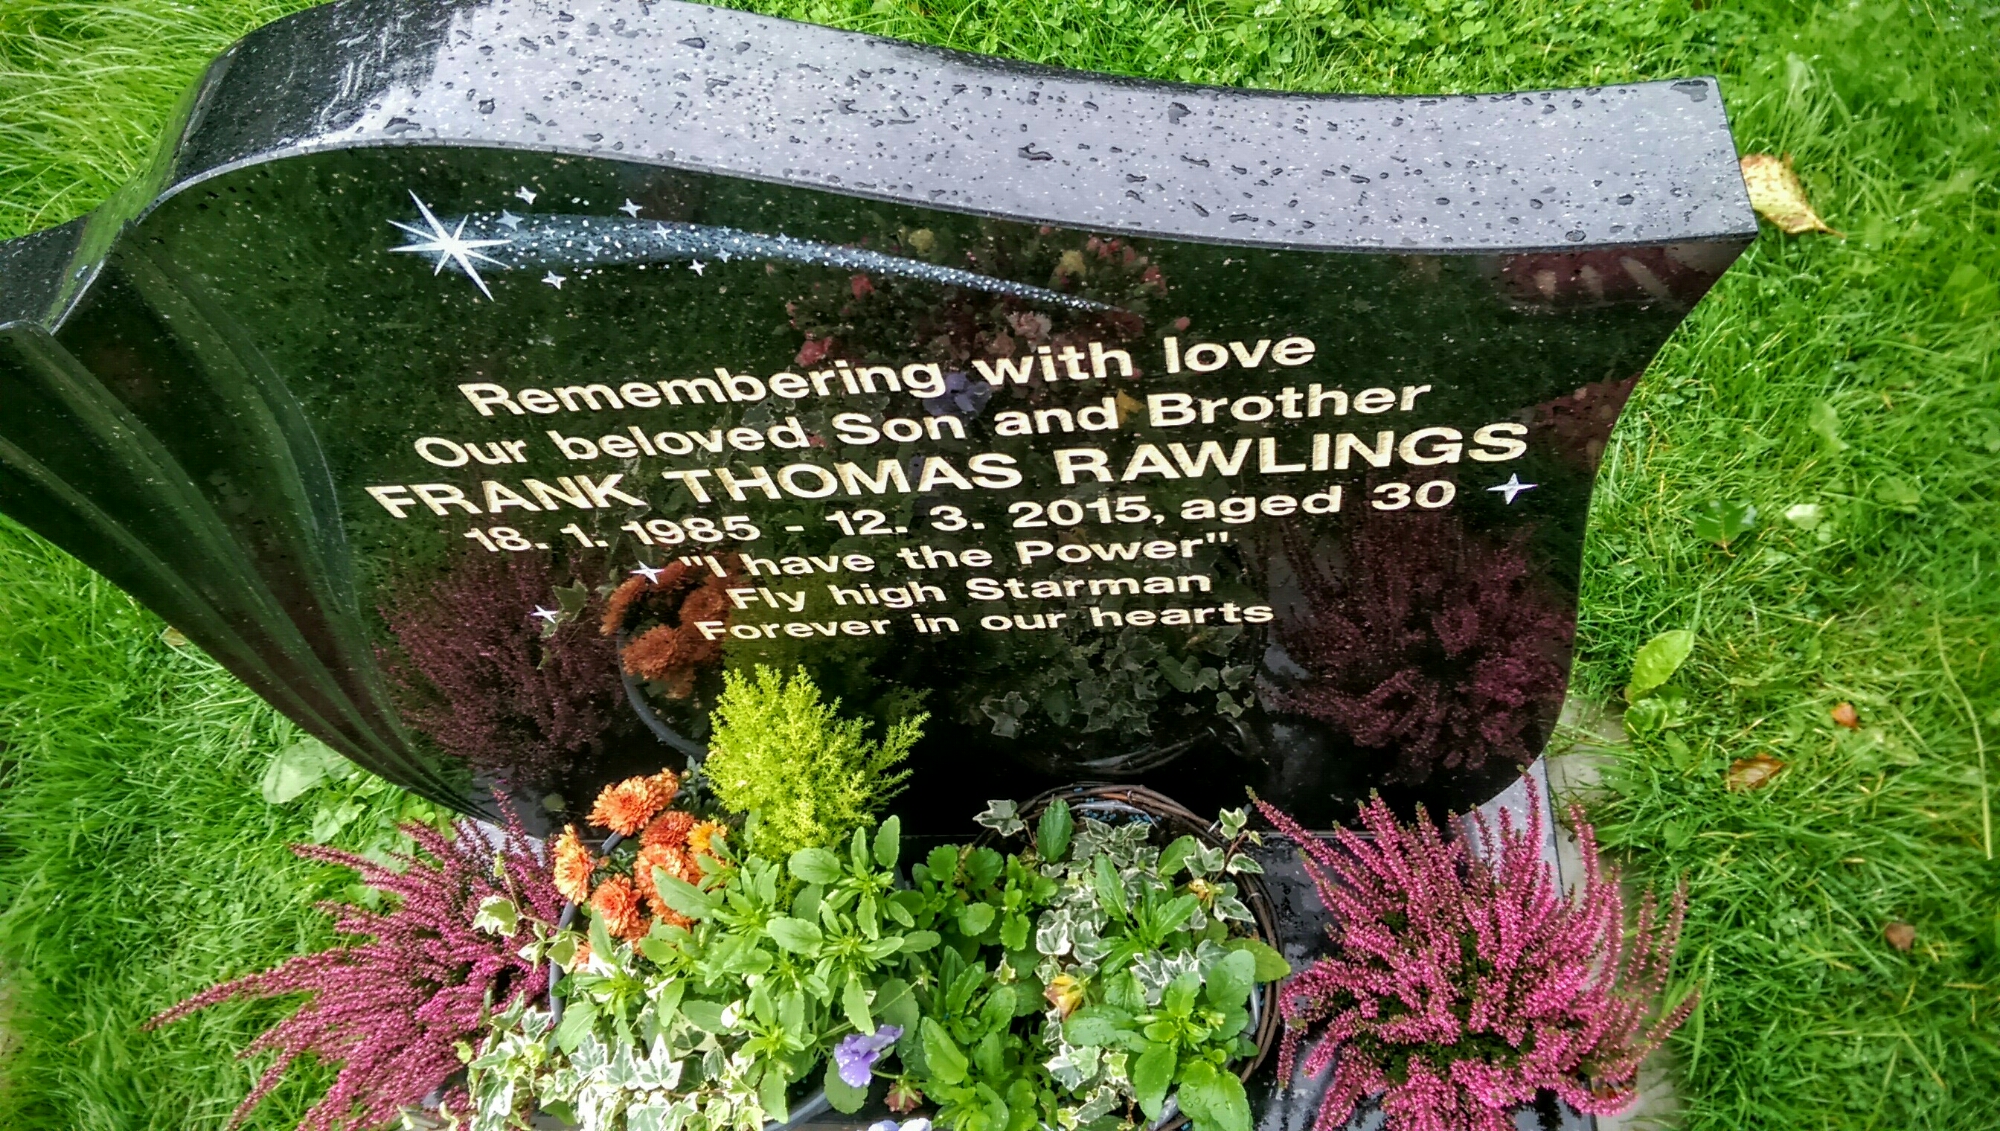 Remembering with love
Our beloved Son and Brother
FRANK THOMAS RAWLINGS
18. 1. 1985 - 12. 3. 2015, aged 30
"I have the Power"
Fly high Starman
Forever in our hearts